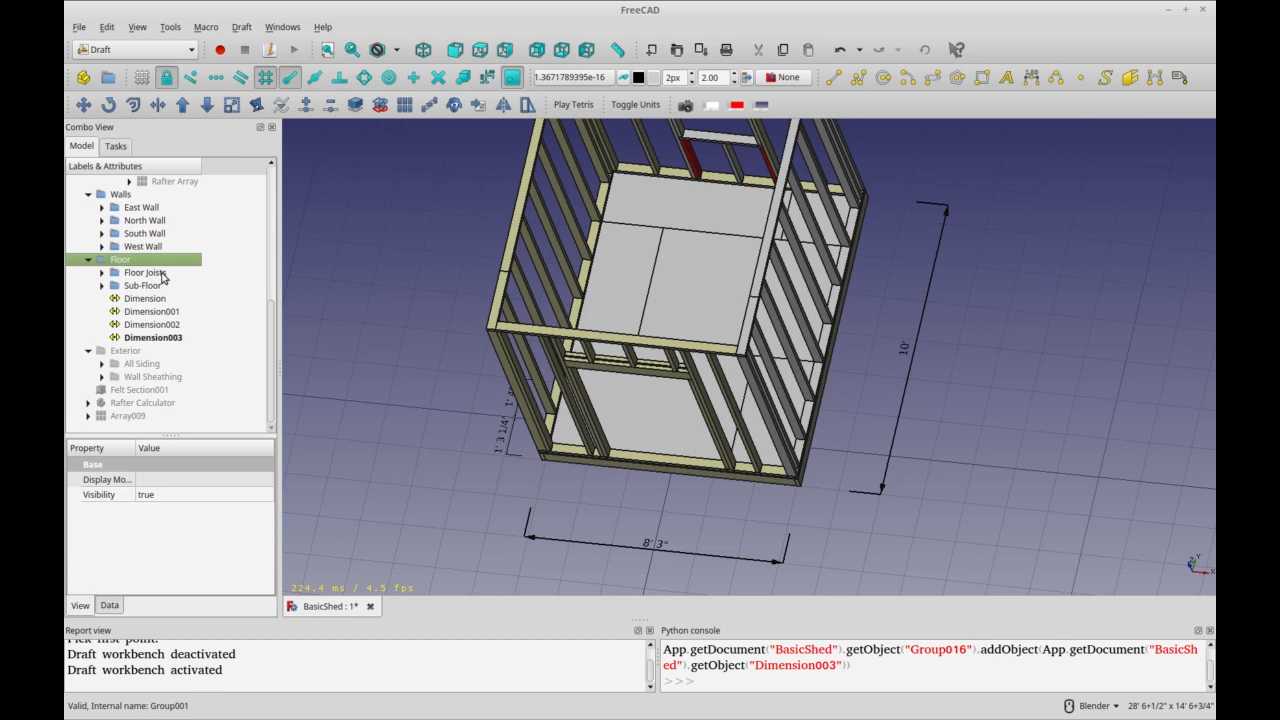 FreeCAD
File Edit View Tools Macro Draft Windows Help
Draft
1.3671789395e-16 2px 2.00 None
Play Tetris Toggle Units
Combo View
Model Tasks
Labels & Attributes
Rafter Array
Walls
East Wall
North Wall
South Wall
West Wall
Floor
Floor Joists
Sub-Floor
Dimension
Dimension001
Dimension002
Dimension003
Exterior
All Siding
Wall Sheathing
Felt Section001
Rafter Calculator
Array009
Property Value
Base
Display Mo...
Visibility true
View Data
10'
1' 4"
1' 3 1/4"
8' 3"
Z Y X
224.4 ms / 4.5 fps
BasicShed : 1*
Report view
Pick first point:
Draft workbench deactivated
Draft workbench activated
Python console
App.getDocument("BasicShed").getObject("Group016").addObject(App.getDocument("BasicSh
ed").getObject("Dimension003"))
>>>
Valid, Internal name: Group001
Blender 28' 6+1/2" x 14' 6+3/4"